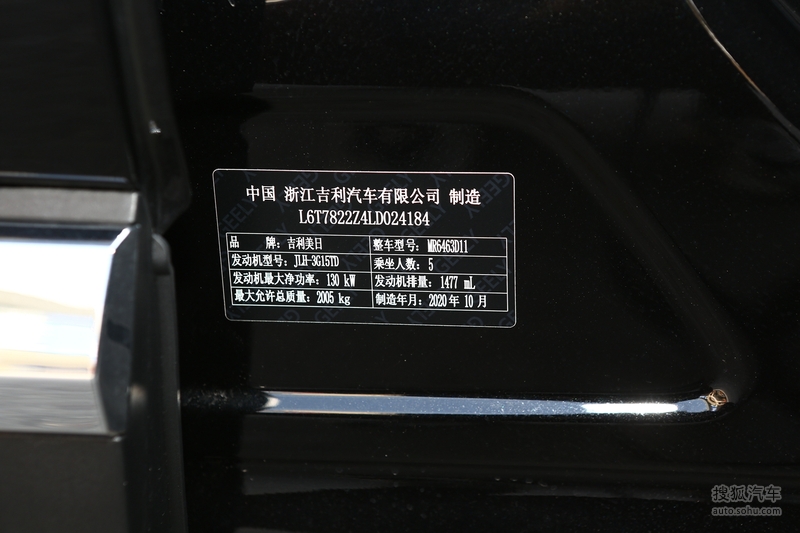 中国 浙江吉利汽车有限公司 制造
L6T7822Z4LD024184
品 牌：吉利美日 整车型号：MR6463D11
发动机型号：JLH-3G15TD 乘坐人数：5
发动机最大净功率：130 kW 发动机排量：1477 mL
最大允许总质量：2005 kg 制造年月：2020 年 10 月
搜狐汽车
auto.sohu.com